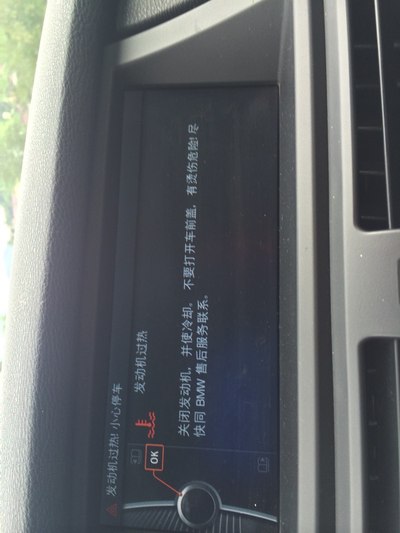 发动机过热! 小心停车
发动机过热
关闭发动机，并使冷却。 不要打开车前盖， 有烫伤危险! 尽
快同 BMW 售后服务联系。
OK